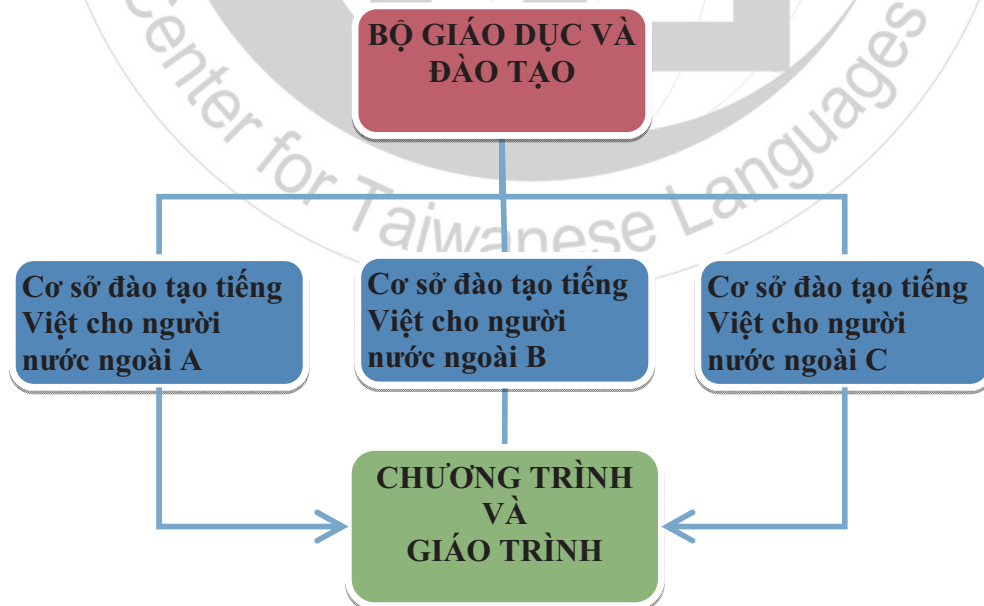 BỘ GIÁO DỤC VÀ
ĐÀO TẠO
Center for Taiwanese Languages
Cơ sở đào tạo tiếng
Việt cho người
nước ngoài A
Cơ sở đào tạo tiếng
Việt cho người
nước ngoài B
Cơ sở đào tạo tiếng
Việt cho người
nước ngoài C
CHƯƠNG TRÌNH
VÀ
GIÁO TRÌNH